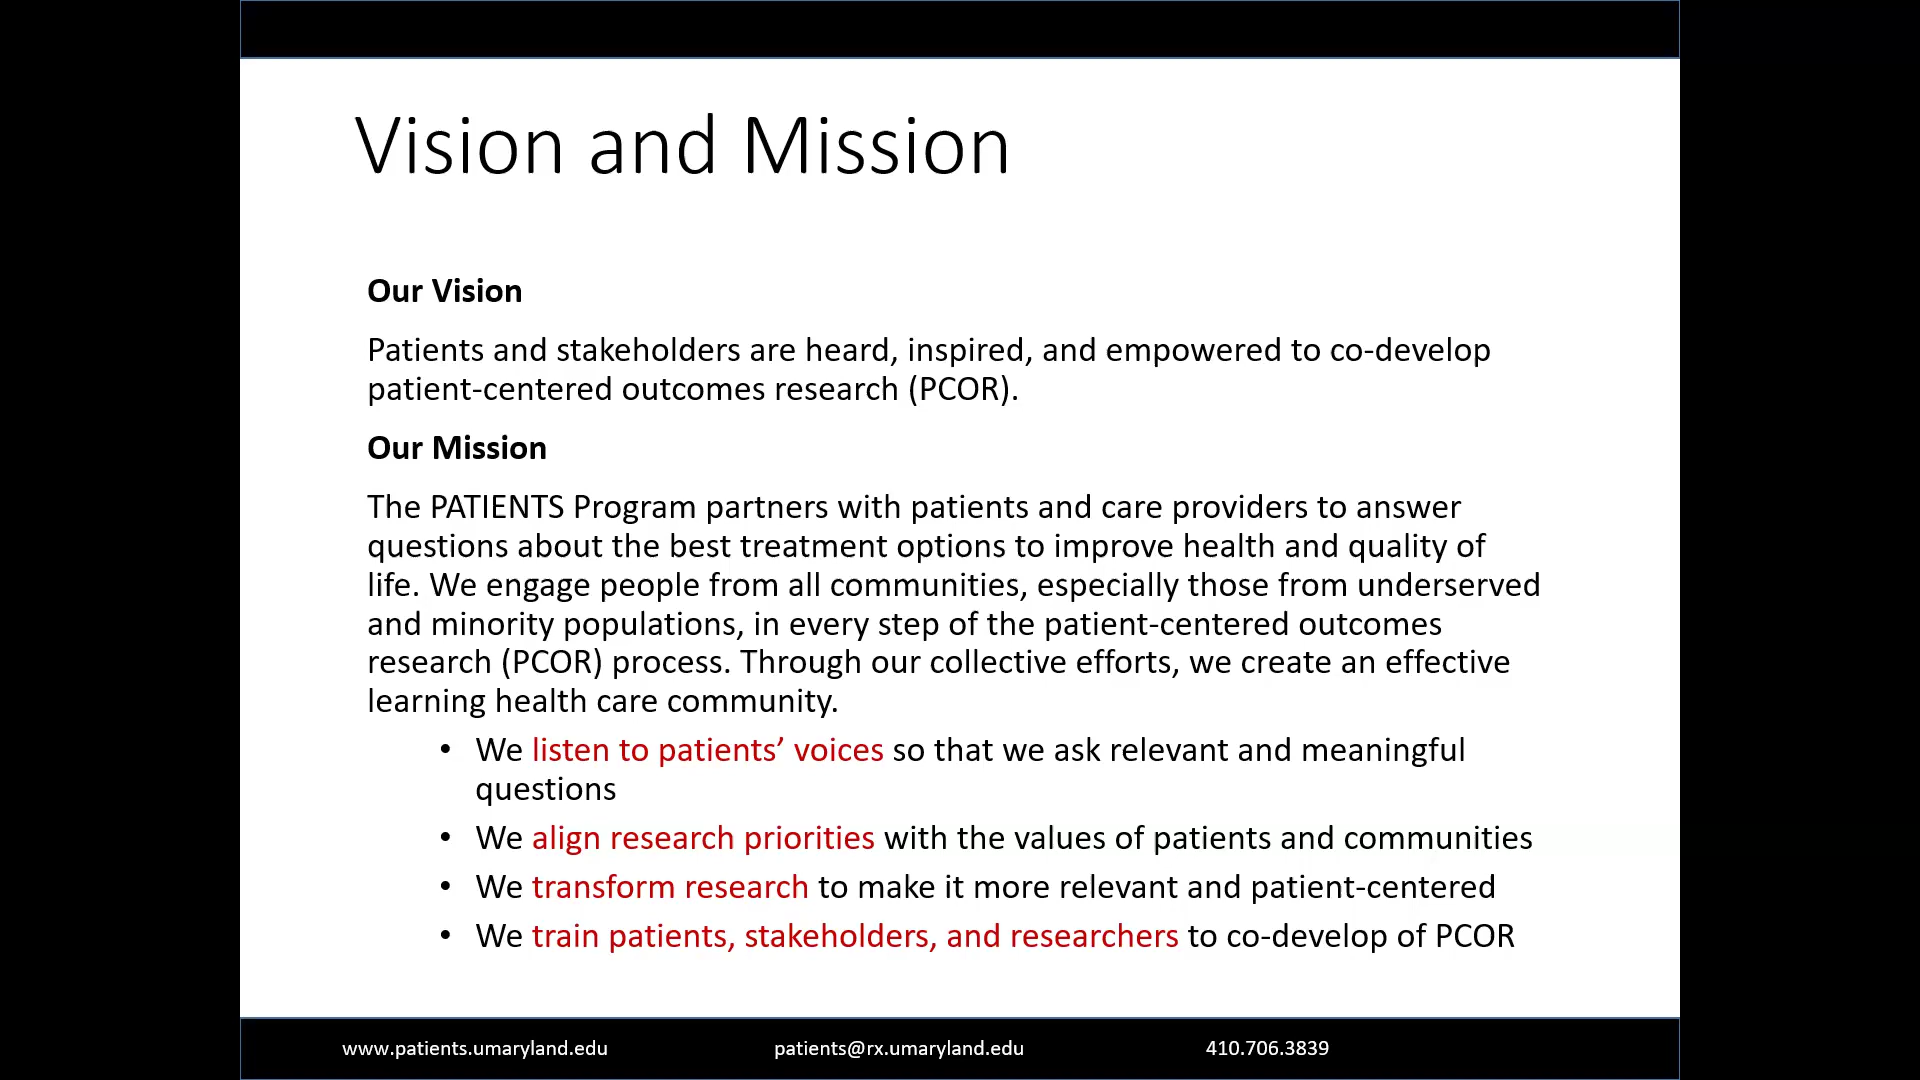 Vision and Mission
Our Vision
Patients and stakeholders are heard, inspired, and empowered to co-develop
patient-centered outcomes research (PCOR).
Our Mission
The PATIENTS Program partners with patients and care providers to answer
questions about the best treatment options to improve health and quality of
life. We engage people from all communities, especially those from underserved
and minority populations, in every step of the patient-centered outcomes
research (PCOR) process. Through our collective efforts, we create an effective
learning health care community.
• We listen to patients’ voices so that we ask relevant and meaningful
questions
• We align research priorities with the values of patients and communities
• We transform research to make it more relevant and patient-centered
• We train patients, stakeholders, and researchers to co-develop of PCOR
www.patients.umaryland.edu patients@rx.umaryland.edu 410.706.3839